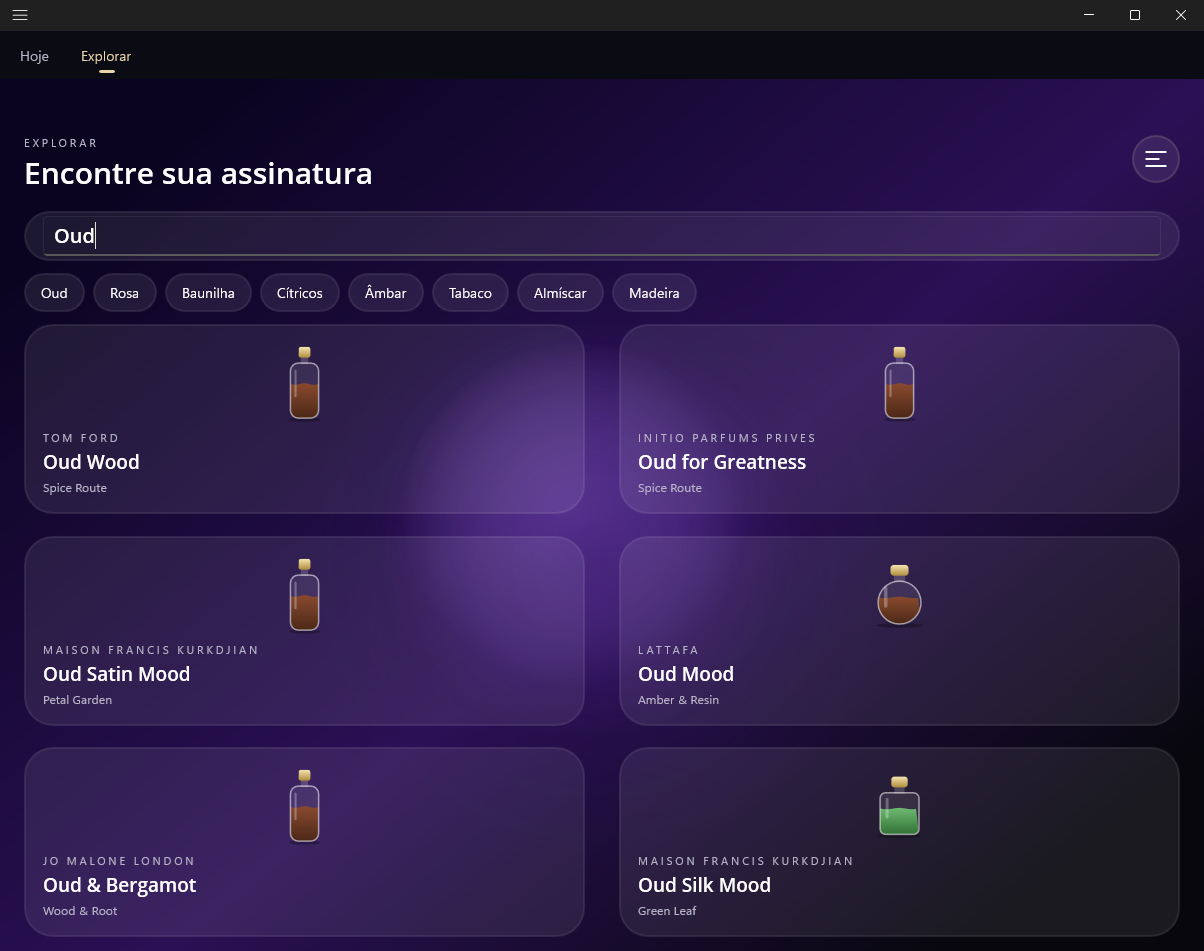 Hoje Explorar
EXPLORAR
Encontre sua assinatura
Oud
Oud Rosa Baunilha Cítricos Âmbar Tabaco Almíscar Madeira
TOM FORD
Oud Wood
Spice Route
INITIO PARFUMS PRIVES
Oud for Greatness
Spice Route
MAISON FRANCIS KURKDJIAN
Oud Satin Mood
Petal Garden
LATTAFA
Oud Mood
Amber & Resin
JO MALONE LONDON
Oud & Bergamot
Wood & Root
MAISON FRANCIS KURKDJIAN
Oud Silk Mood
Green Leaf